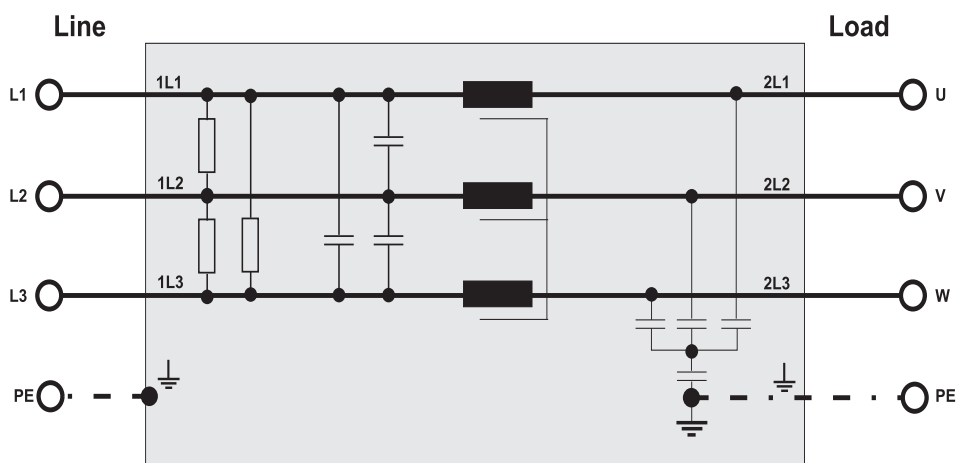 Line Load
1L1 2L1
L1 U
1L2 2L2
L2 V
1L3 2L3
L3 W
PE PE